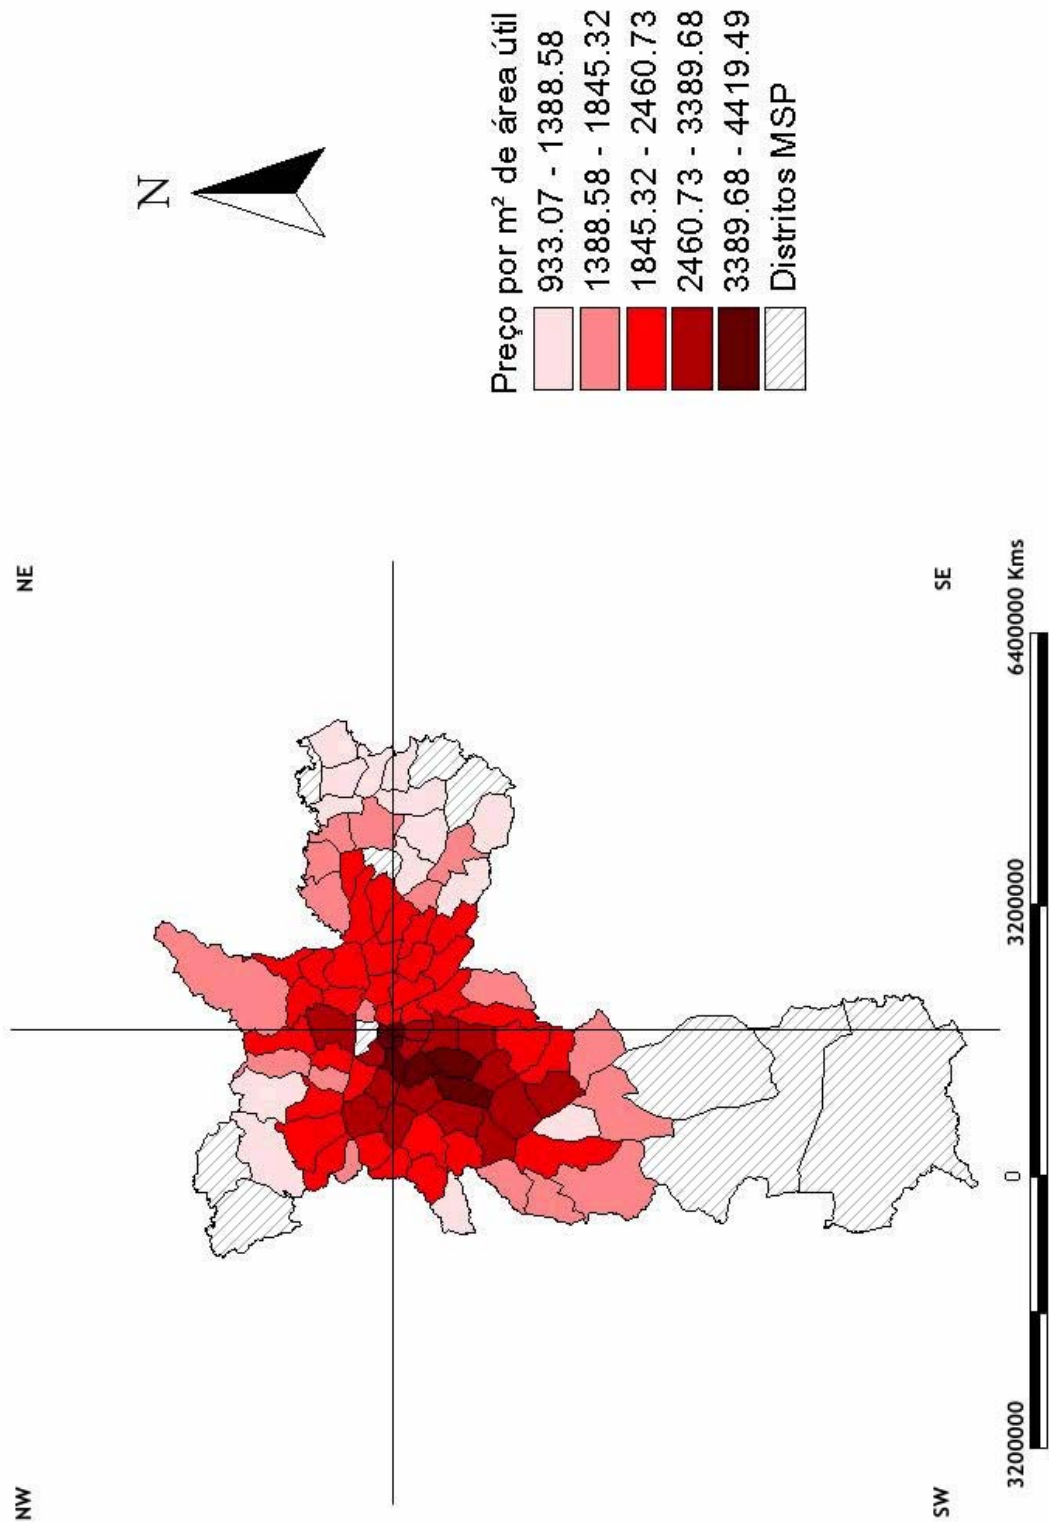 N
Preço por m² de área útil
933.07 - 1388.58
1388.58 - 1845.32
1845.32 - 2460.73
2460.73 - 3389.68
3389.68 - 4419.49
Distritos MSP
NW
NE
SW
SE
3200000 0 3200000 6400000 Kms